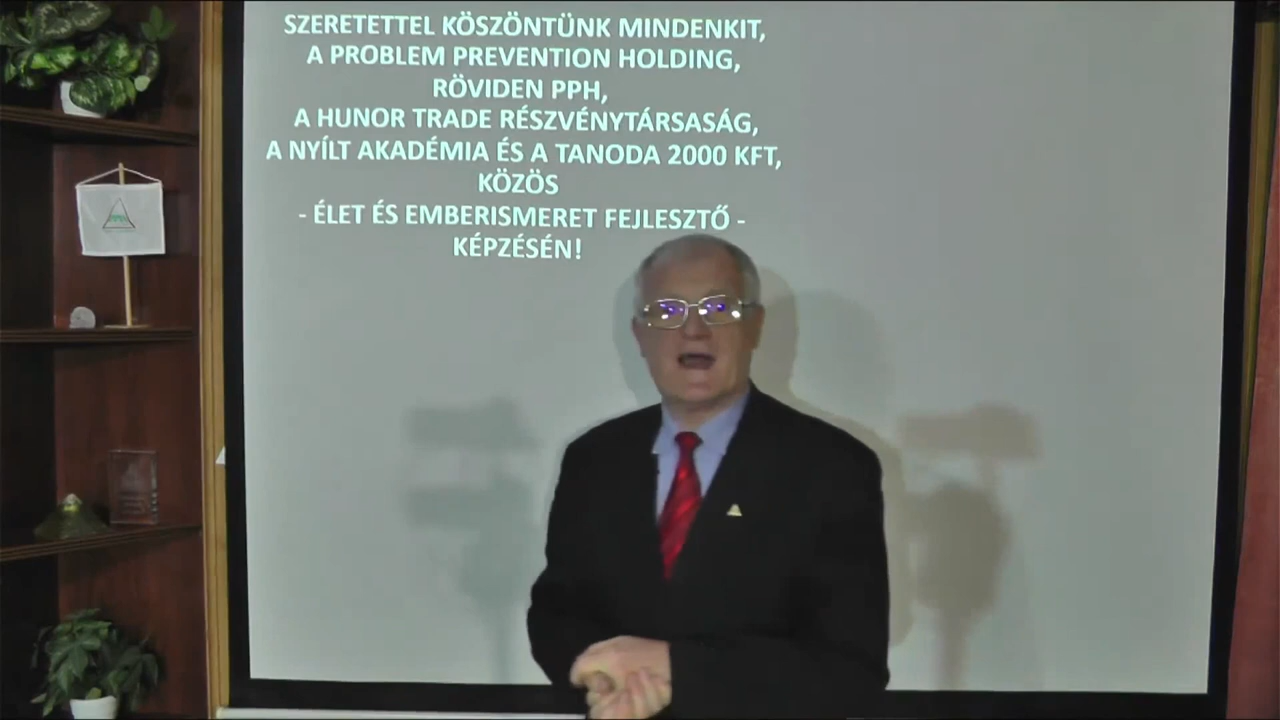 SZERETETTEL KÖSZÖNTÜNK MINDENKIT,
A PROBLEM PREVENTION HOLDING,
RÖVIDEN PPH,
A HUNOR TRADE RÉSZVÉNYTÁRSASÁG,
A NYÍLT AKADÉMIA ÉS A TANODA 2000 KFT,
KÖZÖS
- ÉLET ÉS EMBERISMERET FEJLESZTŐ -
KÉPZÉSÉN!